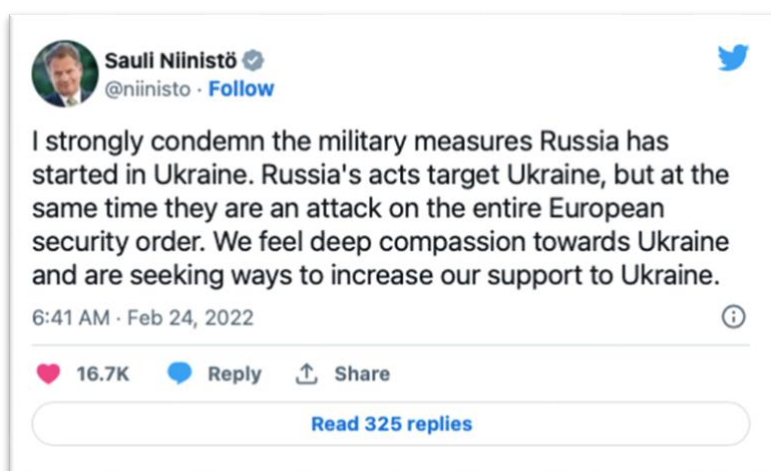 Sauli Niinistö
@niinisto · Follow
I strongly condemn the military measures Russia has
started in Ukraine. Russia's acts target Ukraine, but at the
same time they are an attack on the entire European
security order. We feel deep compassion towards Ukraine
and are seeking ways to increase our support to Ukraine.
6:41 AM · Feb 24, 2022
16.7K Reply Share
Read 325 replies